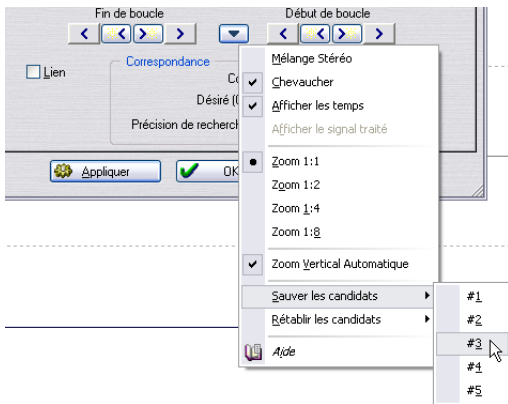 Fin de boucle Début de boucle
Lien
Correspondance
Désiré
Précision de
Appliquer OK
Mélange Stéréo
Chevaucher
Afficher les temps
Afficher le signal traité
Zoom 1:1
Zoom 1:2
Zoom 1:4
Zoom 1:8
Zoom Vertical Automatique
Sauver les candidats
Rétablir les candidats
Aide
#1
#2
#3
#4
#5